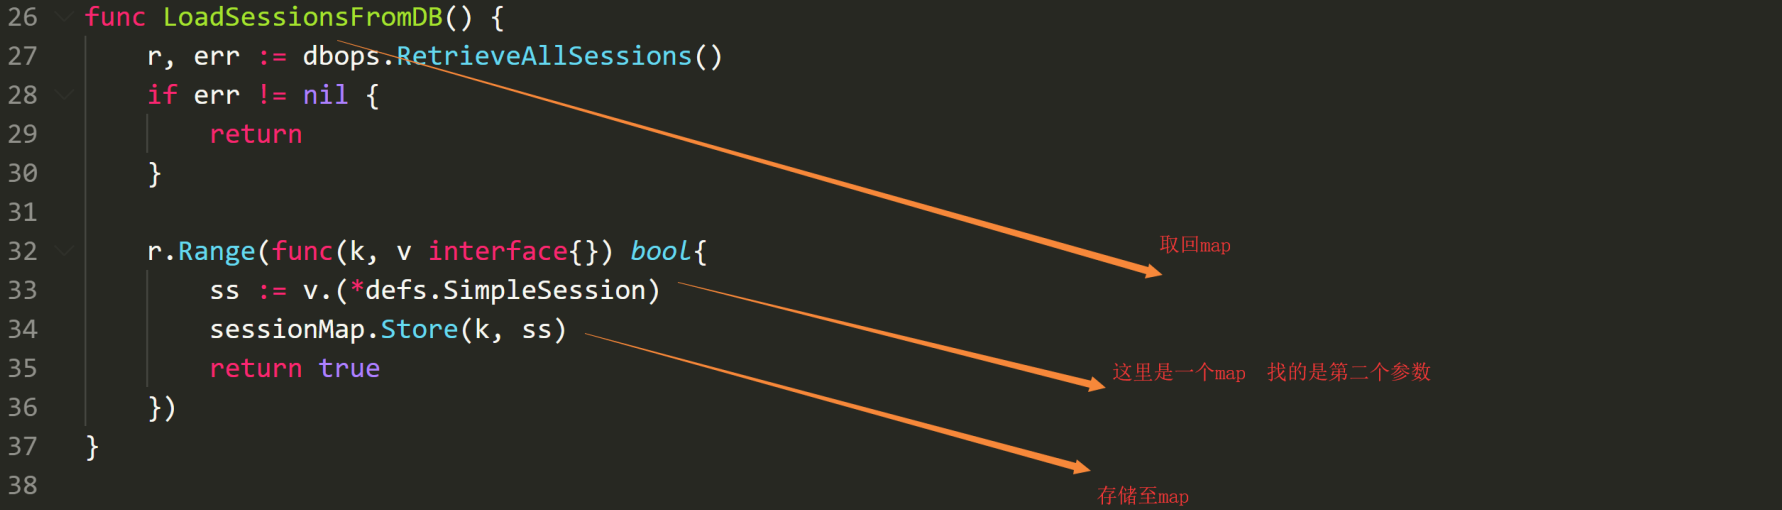 26 func LoadSessionsFromDB() {
27 r, err := dbops.RetrieveAllSessions()
28 if err != nil {
29 return
30 }
31
32 r.Range(func(k, v interface{}) bool{
取回map
33 ss := v.(*defs.SimpleSession)
34 sessionMap.Store(k, ss)
35 return true
这里是一个map 找的是第二个参数
36 })
37 }
38
存储至map